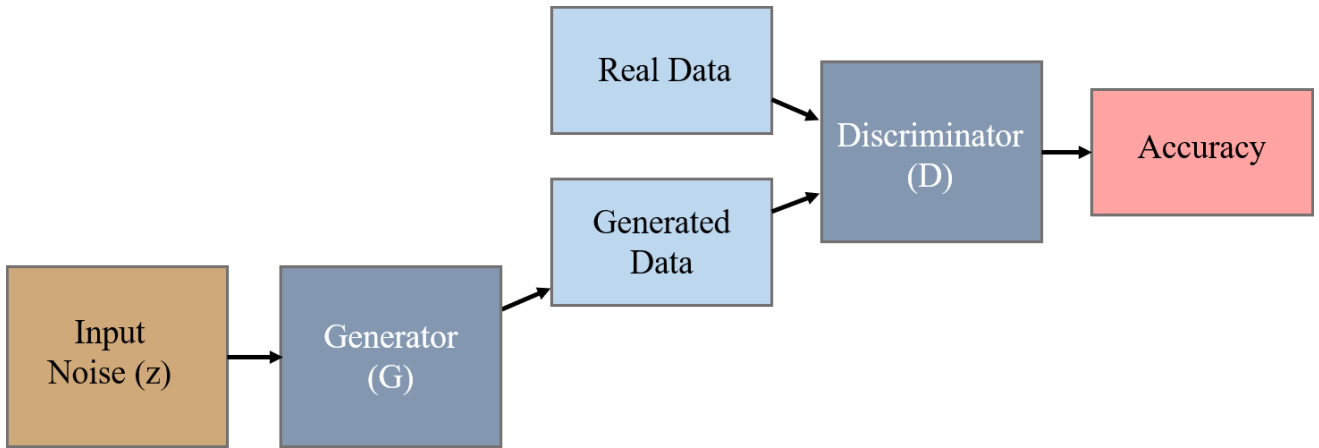 Real Data
Discriminator
(D)
Accuracy
Generated
Data
Input
Noise (z)
Generator
(G)